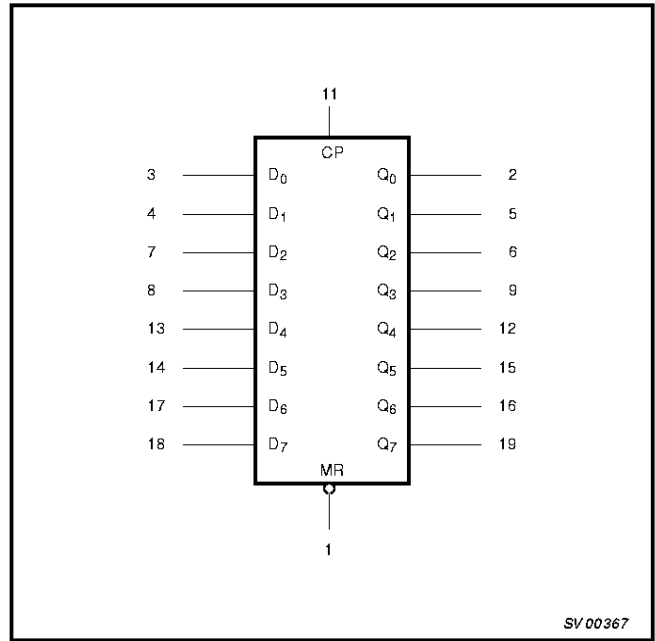 11
CP
3 D0 Q0 2
4 D1 Q1 5
7 D2 Q2 6
8 D3 Q3 9
13 D4 Q4 12
14 D5 Q5 15
17 D6 Q6 16
18 D7 Q7 19
MR
1
SV00367